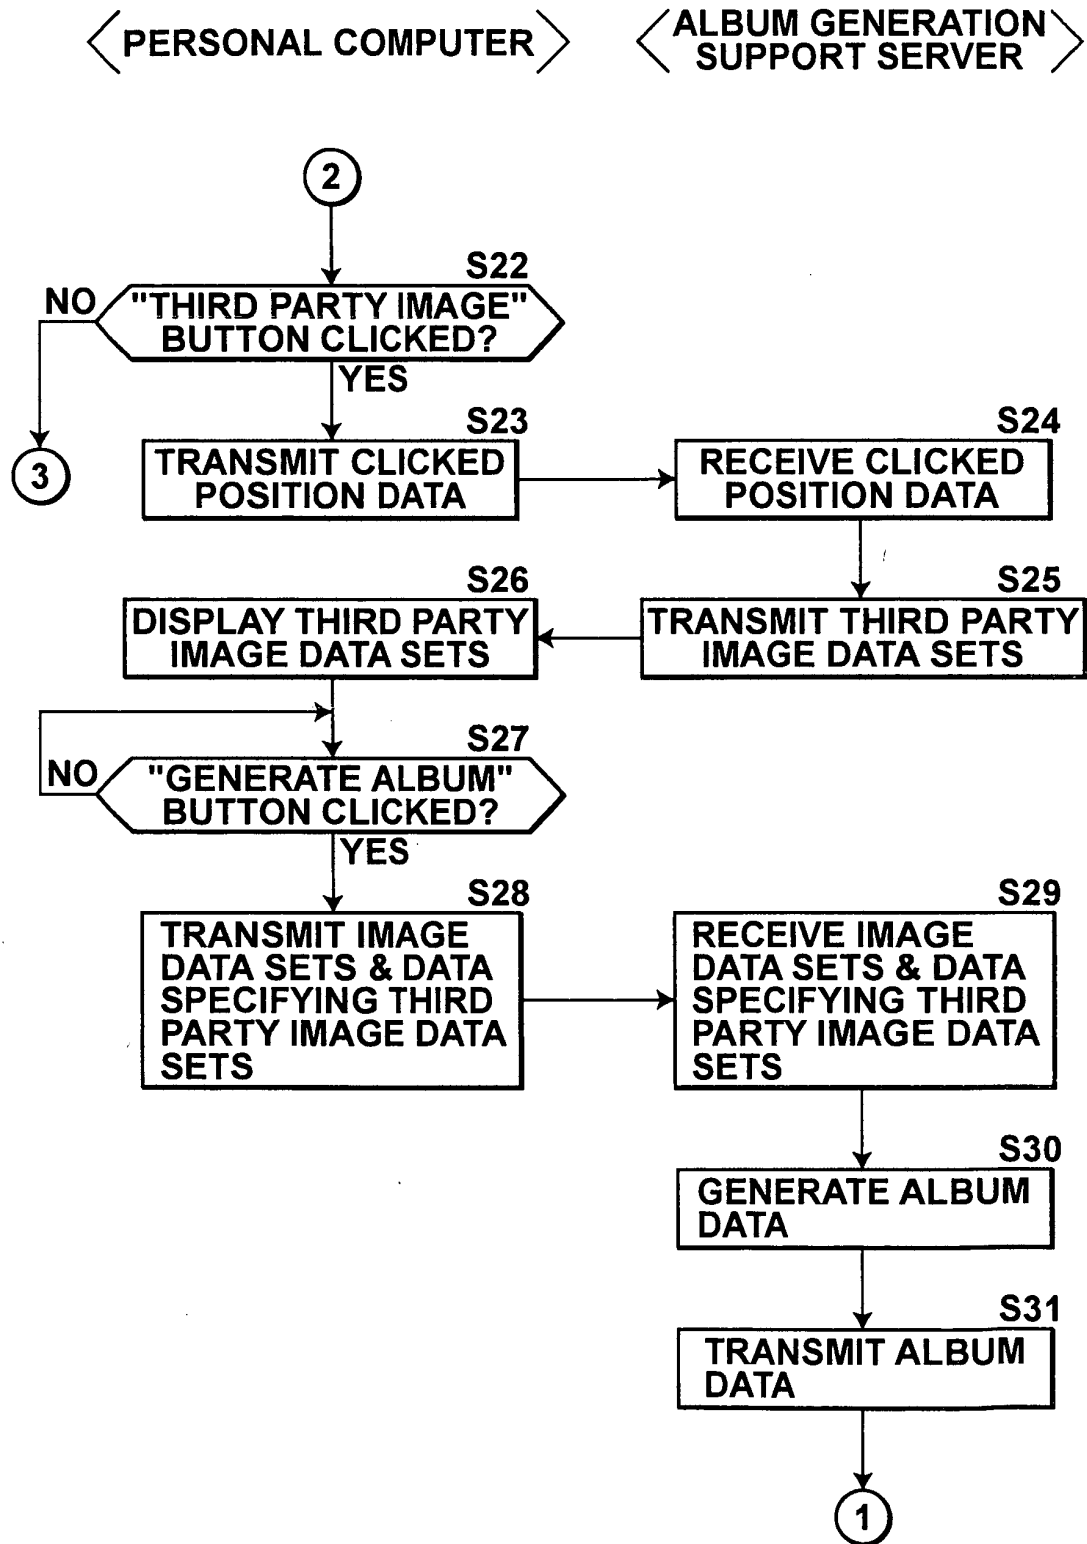 PERSONAL COMPUTER
ALBUM GENERATION
SUPPORT SERVER
2
S22
NO
"THIRD PARTY IMAGE"
BUTTON CLICKED?
YES
3
S23
TRANSMIT CLICKED
POSITION DATA
S24
RECEIVE CLICKED
POSITION DATA
S26
DISPLAY THIRD PARTY
IMAGE DATA SETS
S25
TRANSMIT THIRD PARTY
IMAGE DATA SETS
S27
NO
"GENERATE ALBUM"
BUTTON CLICKED?
YES
S28
TRANSMIT IMAGE
DATA SETS & DATA
SPECIFYING THIRD
PARTY IMAGE DATA
SETS
S29
RECEIVE IMAGE
DATA SETS & DATA
SPECIFYING THIRD
PARTY IMAGE DATA
SETS
S30
GENERATE ALBUM
DATA
S31
TRANSMIT ALBUM
DATA
1